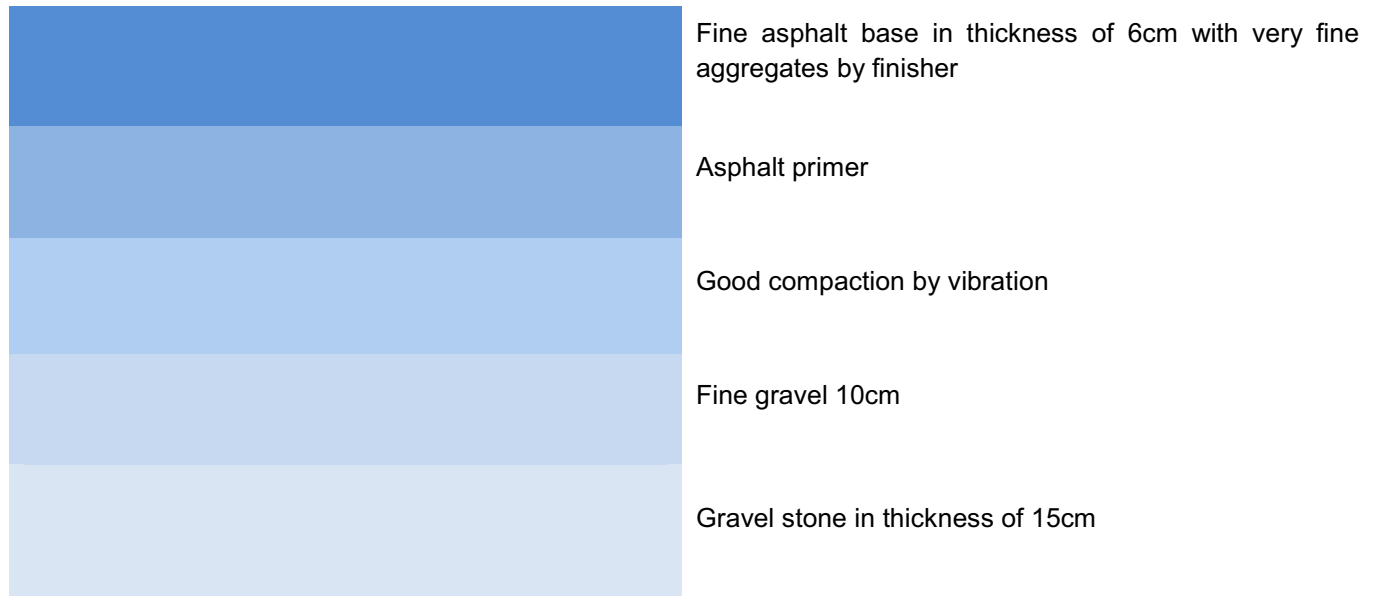 Fine asphalt base in thickness of 6cm with very fine
aggregates by finisher
Asphalt primer
Good compaction by vibration
Fine gravel 10cm
Gravel stone in thickness of 15cm